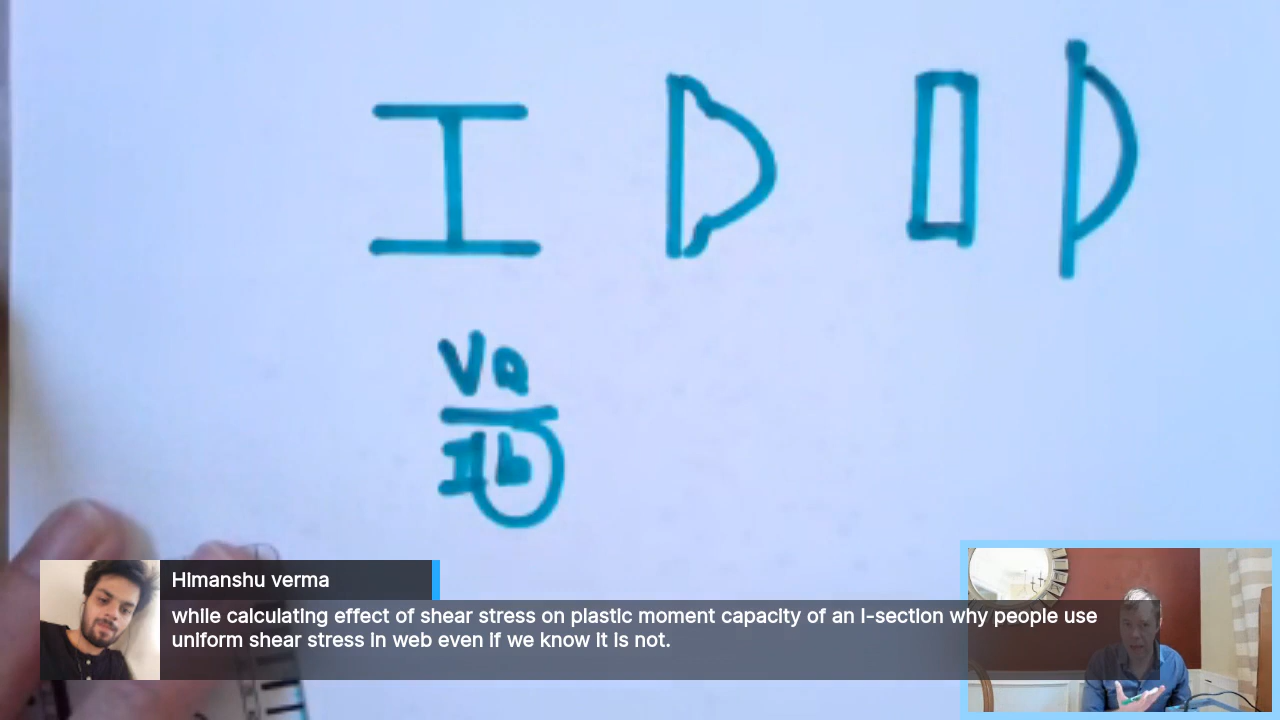 VQ
Ib
Himanshu verma
while calculating effect of shear stress on plastic moment capacity of an I-section why people use
uniform shear stress in web even if we know it is not.